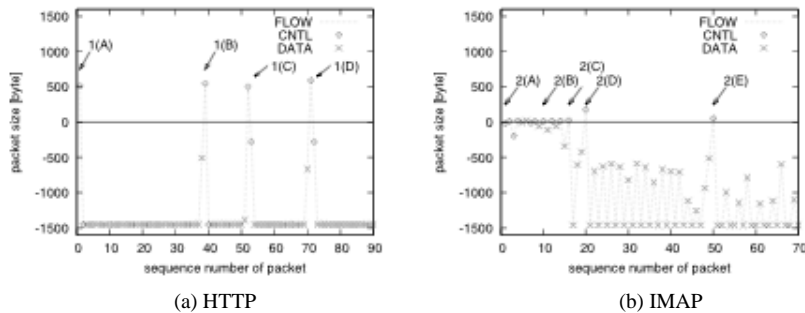 1500
1000
500
0
-500
-1000
-1500
packet size [byte]
FLOW
CNTL
DATA
1(A)
1(B)
1(C)
1(D)
0 10 20 30 40 50 60 70 80 90
sequence number of packet
(a) HTTP
1500
1000
500
0
-500
-1000
-1500
packet size [byte]
FLOW
CNTL
DATA
2(A)
2(B)
2(C)
2(D)
2(E)
0 10 20 30 40 50 60 70
sequence number of packet
(b) IMAP